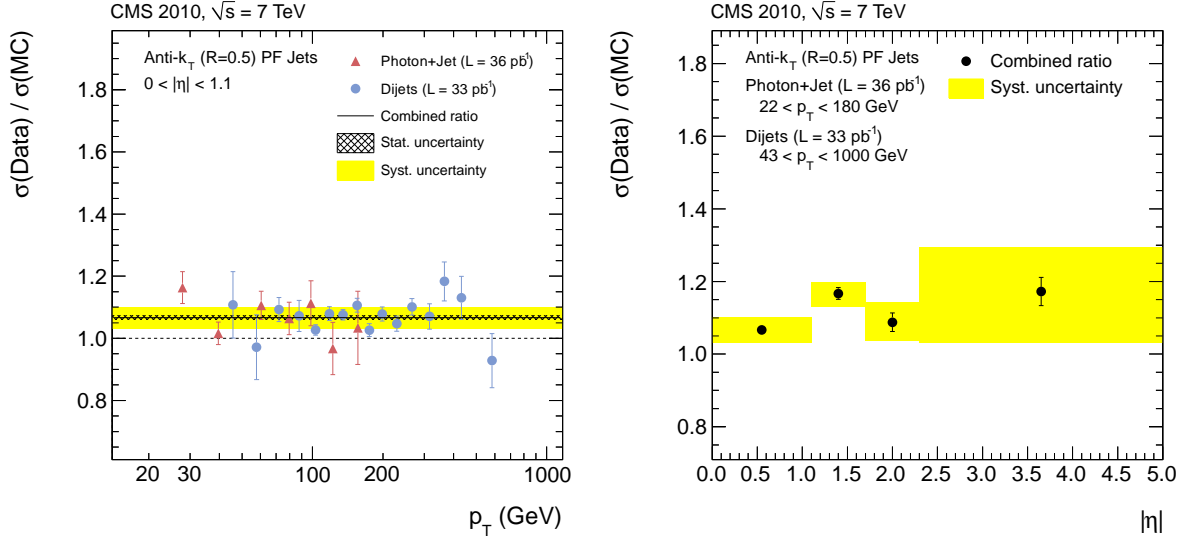 CMS 2010, √s = 7 TeV
σ(Data) / σ(MC)
Anti-k_T (R=0.5) PF Jets
0 < |η| < 1.1
Photon+Jet (L = 36 pb⁻¹)
Dijets (L = 33 pb⁻¹)
Combined ratio
Stat. uncertainty
Syst. uncertainty
1.8
1.6
1.4
1.2
1.0
0.8
20 30 100 200 1000
p_T (GeV)
CMS 2010, √s = 7 TeV
σ(Data) / σ(MC)
Anti-k_T (R=0.5) PF Jets
Photon+Jet (L = 36 pb⁻¹)
22 < p_T < 180 GeV
Dijets (L = 33 pb⁻¹)
43 < p_T < 1000 GeV
Combined ratio
Syst. uncertainty
1.8
1.6
1.4
1.2
1.0
0.8
0.0 0.5 1.0 1.5 2.0 2.5 3.0 3.5 4.0 4.5 5.0
|η|